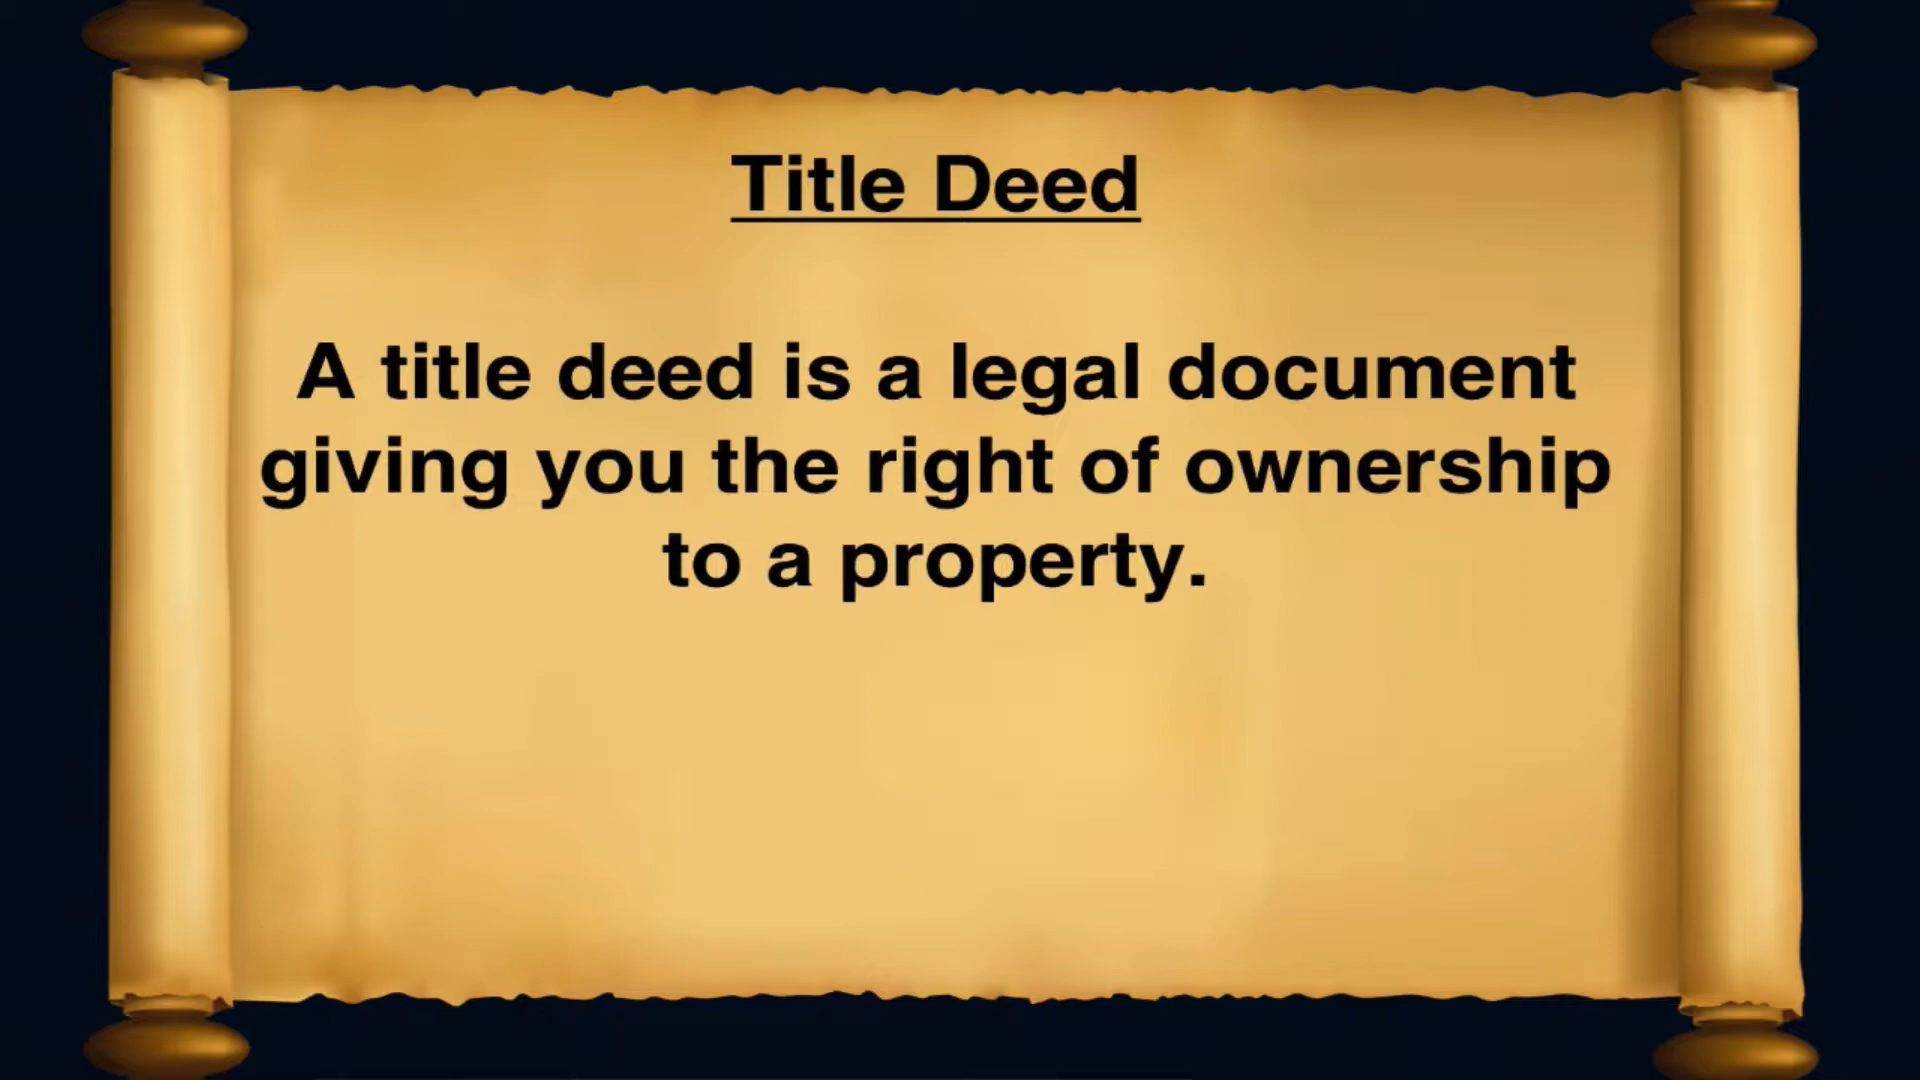 Title Deed
A title deed is a legal document
giving you the right of ownership
to a property.